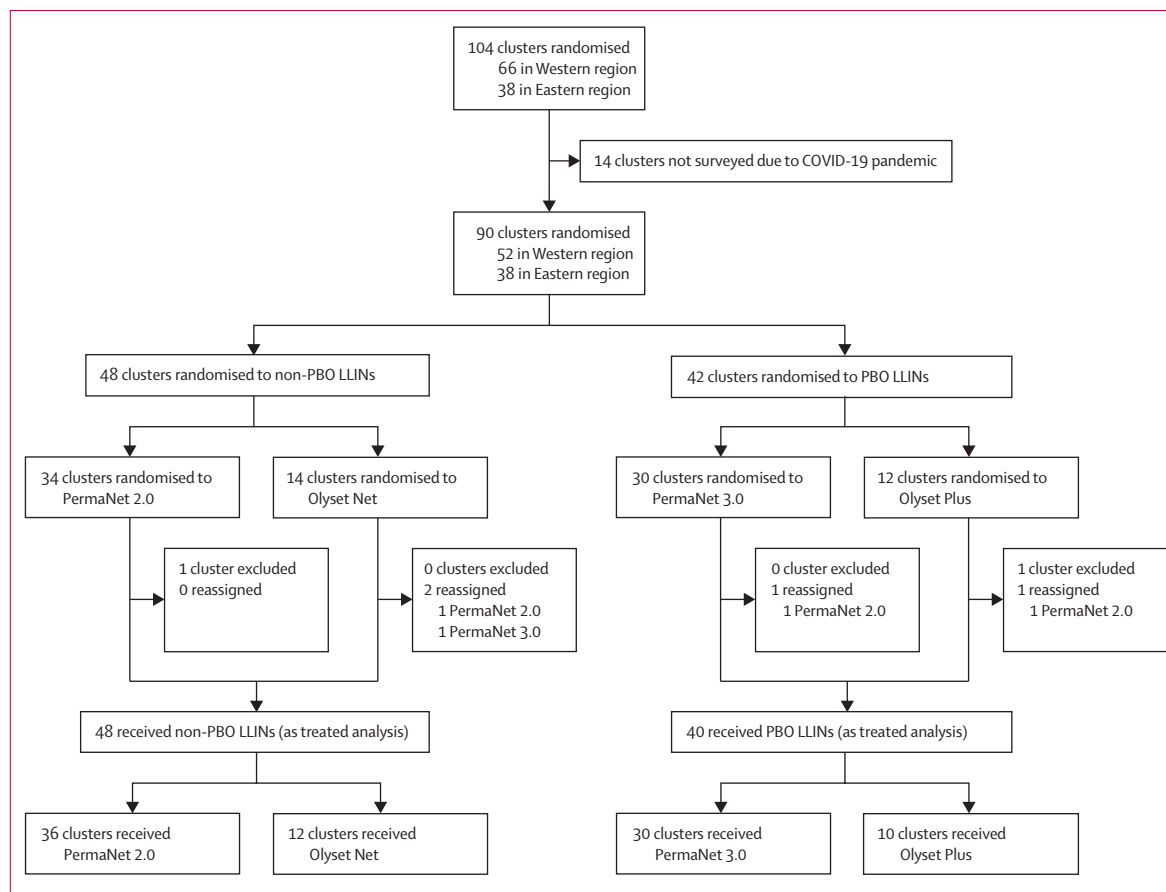 104 clusters randomised
66 in Western region
38 in Eastern region
14 clusters not surveyed due to COVID-19 pandemic
90 clusters randomised
52 in Western region
38 in Eastern region
48 clusters randomised to non-PBO LLINs
42 clusters randomised to PBO LLINs
34 clusters randomised to
PermaNet 2.0
14 clusters randomised to
Olyset Net
30 clusters randomised to
PermaNet 3.0
12 clusters randomised to
Olyset Plus
1 cluster excluded
0 reassigned
0 clusters excluded
2 reassigned
1 PermaNet 2.0
1 PermaNet 3.0
0 cluster excluded
1 reassigned
1 PermaNet 2.0
1 cluster excluded
1 reassigned
1 PermaNet 2.0
48 received non-PBO LLINs (as treated analysis)
40 received PBO LLINs (as treated analysis)
36 clusters received
PermaNet 2.0
12 clusters received
Olyset Net
30 clusters received
PermaNet 3.0
10 clusters received
Olyset Plus